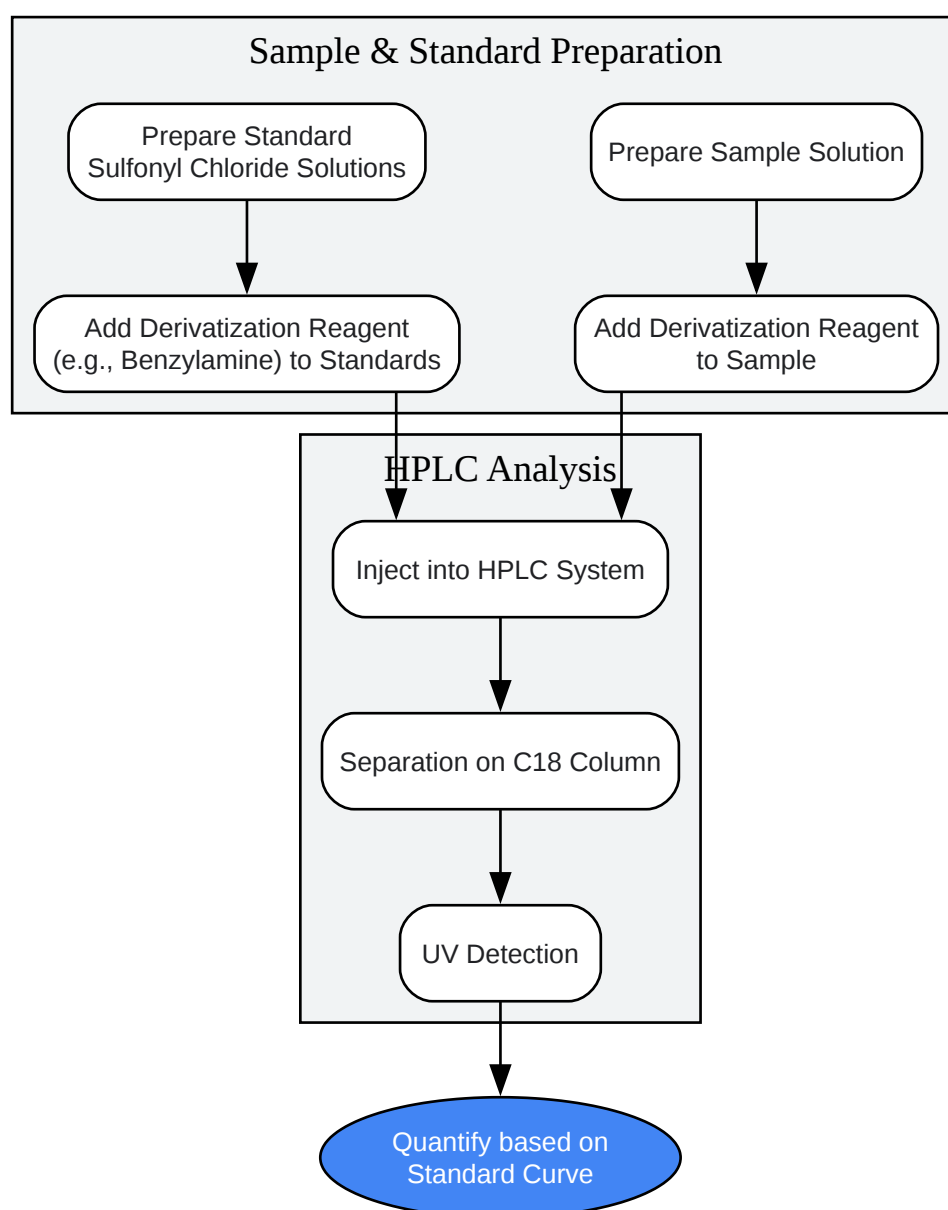 Sample & Standard Preparation
Prepare Standard
Sulfonyl Chloride Solutions
Prepare Sample Solution
Add Derivatization Reagent
(e.g., Benzylamine) to Standards
Add Derivatization Reagent
to Sample
HPLC Analysis
Inject into HPLC System
Separation on C18 Column
UV Detection
Quantify based on
Standard Curve